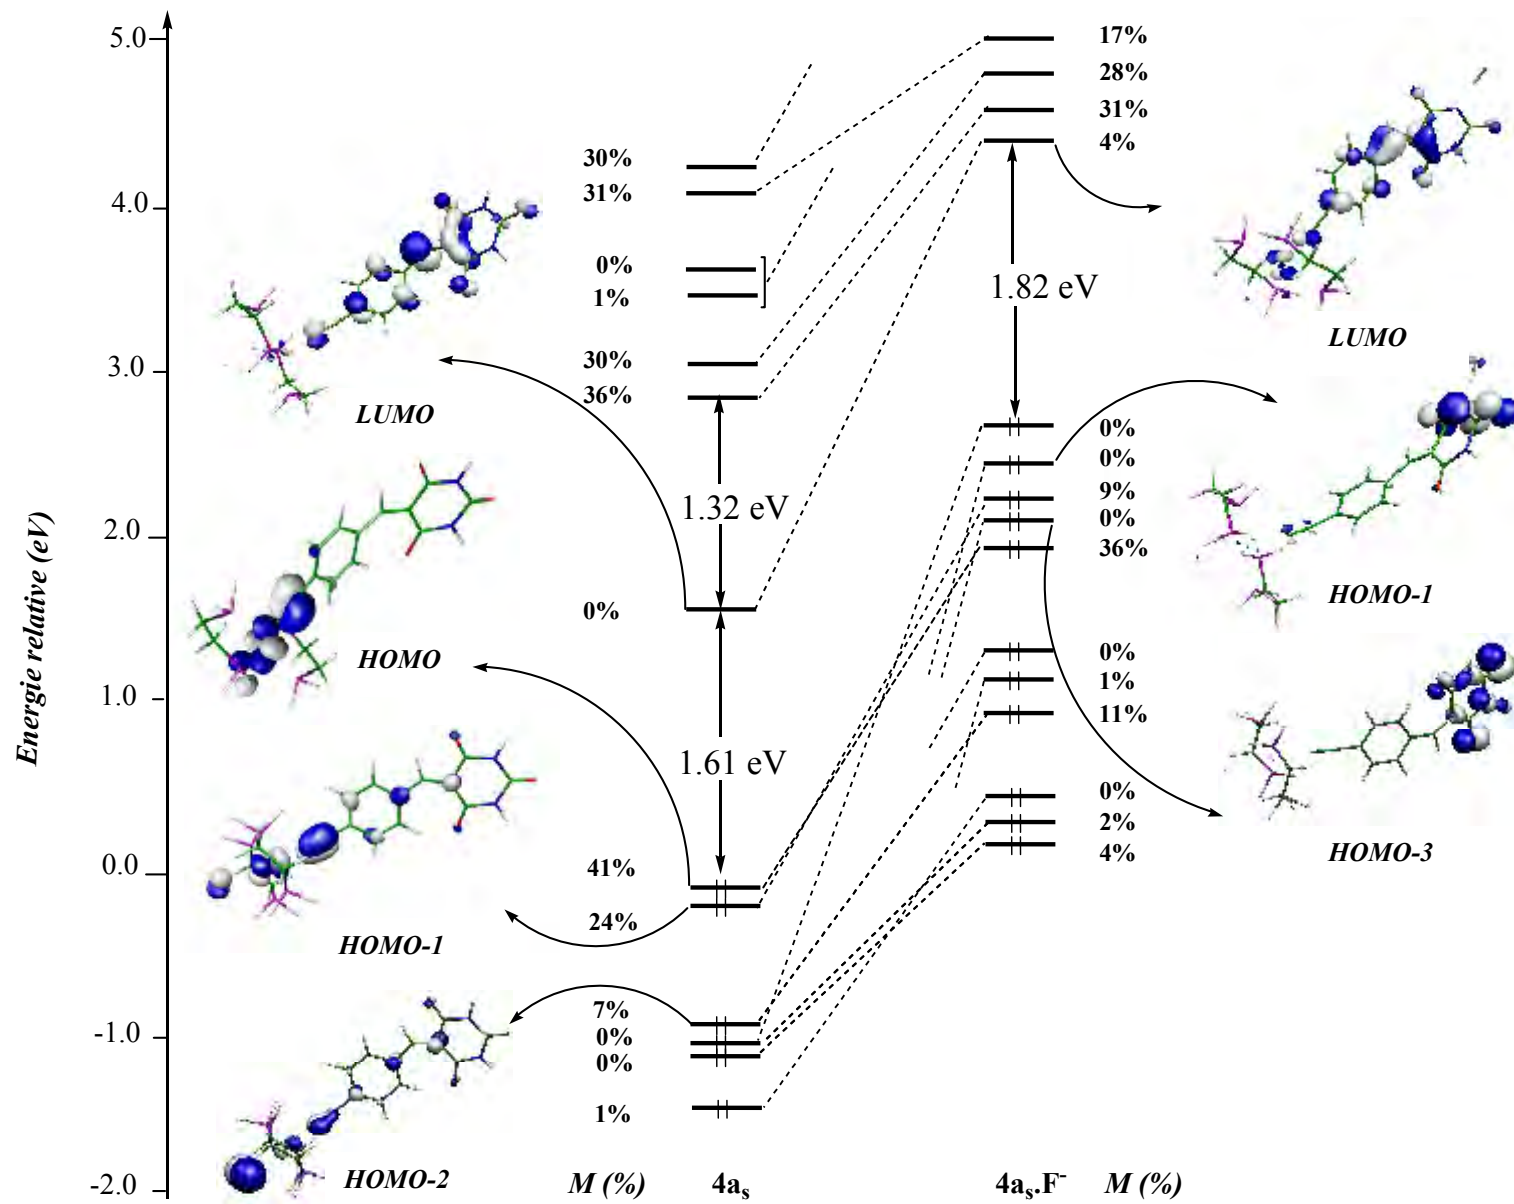 5.0
4.0
3.0
2.0
1.0
0.0
-1.0
-2.0
Energie relative (eV)
LUMO
HOMO
HOMO-1
HOMO-2
30%
31%
0%
1%
30%
36%
0%
41%
24%
7%
0%
0%
1%
1.32 eV
1.61 eV
1.82 eV
17%
28%
31%
4%
0%
0%
9%
0%
36%
0%
1%
11%
0%
2%
4%
LUMO
HOMO-1
HOMO-3
M (%)
4aₛ
4aₛ.F⁻
M (%)